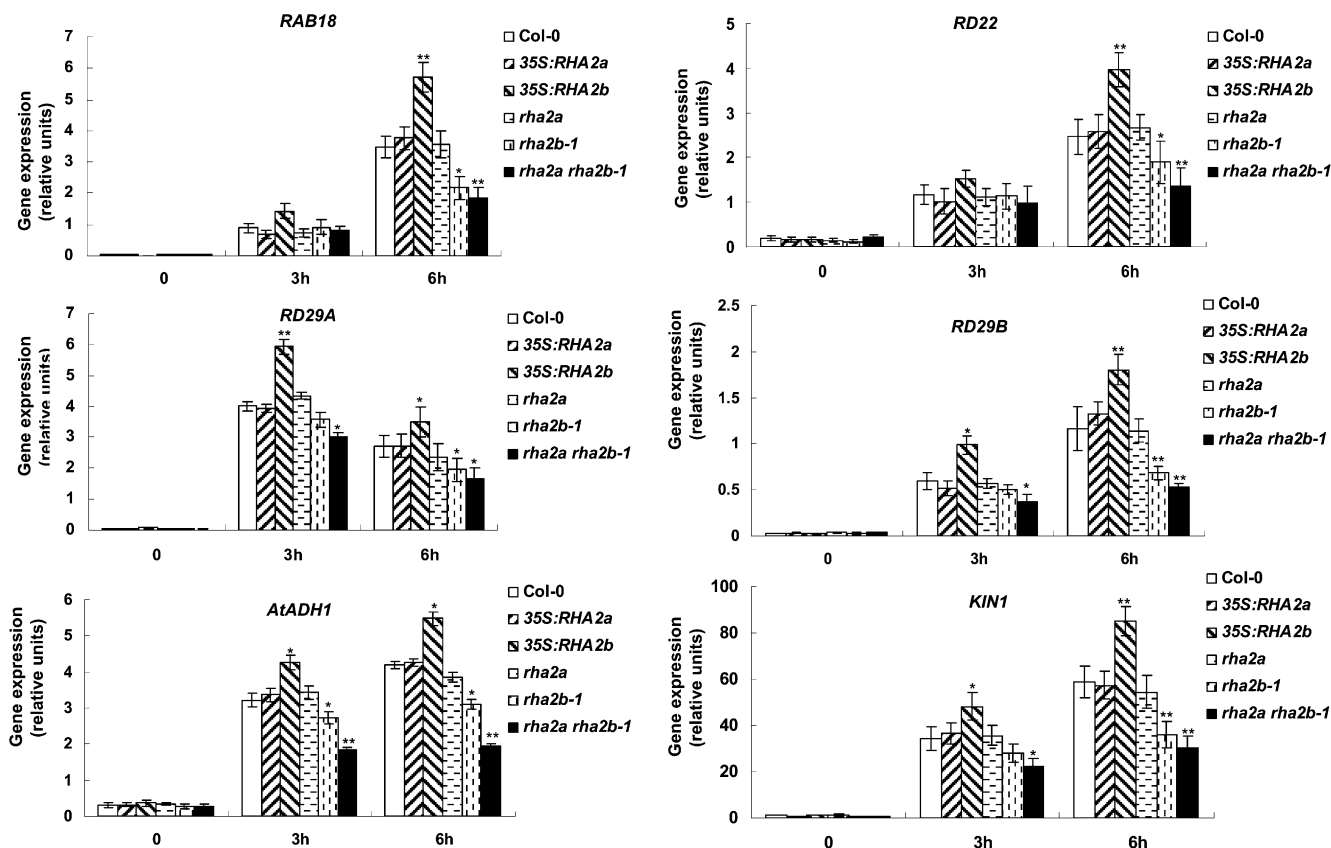 RAB18
Gene expression
(relative units)
7
6
5
4
3
2
1
0
**
*
**
0
3h
6h
Col-0
35S:RHA2a
35S:RHA2b
rha2a
rha2b-1
rha2a rha2b-1
RD22
Gene expression
(relative units)
5
4
3
2
1
0
**
*
**
0
3h
6h
Col-0
35S:RHA2a
35S:RHA2b
rha2a
rha2b-1
rha2a rha2b-1
RD29A
Gene expression
(relative units)
7
6
5
4
3
2
1
0
**
*
*
*
*
0
3h
6h
Col-0
35S:RHA2a
35S:RHA2b
rha2a
rha2b-1
rha2a rha2b-1
RD29B
Gene expression
(relative units)
2.5
2
1.5
1
0.5
0
*
*
**
**
**
0
3h
6h
Col-0
35S:RHA2a
35S:RHA2b
rha2a
rha2b-1
rha2a rha2b-1
AtADH1
Gene expression
(relative units)
6
5
4
3
2
1
0
*
*
**
*
*
**
0
3h
6h
Col-0
35S:RHA2a
35S:RHA2b
rha2a
rha2b-1
rha2a rha2b-1
KIN1
Gene expression
(relative units)
100
80
60
40
20
0
*
*
**
**
**
0
3h
6h
Col-0
35S:RHA2a
35S:RHA2b
rha2a
rha2b-1
rha2a rha2b-1